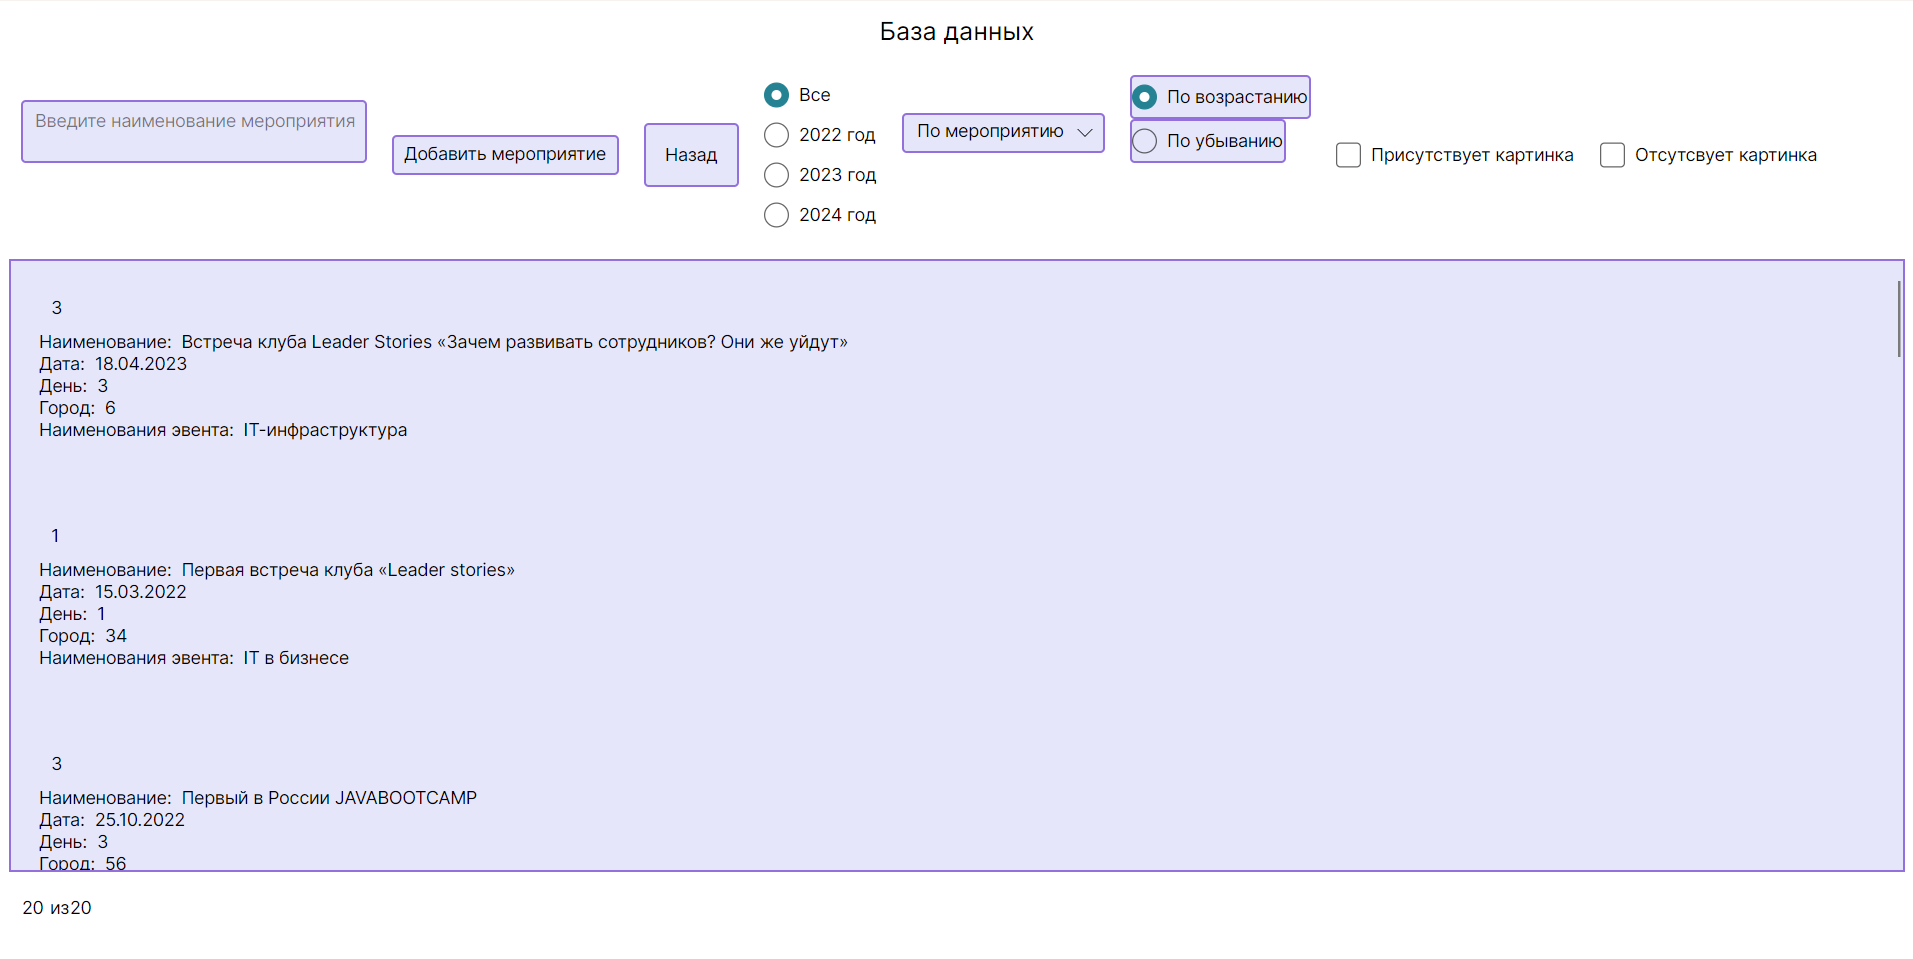 База данных
Введите наименование мероприятия
Добавить мероприятие
Назад
Все
2022 год
2023 год
2024 год
По мероприятию
По возрастанию
По убыванию
Присутствует картинка
Отсутсвует картинка
3
Наименование: Встреча клуба Leader Stories «Зачем развивать сотрудников? Они же уйдут»
Дата: 18.04.2023
День: 3
Город: 6
Наименования эвента: IT-инфраструктура
1
Наименование: Первая встреча клуба «Leader stories»
Дата: 15.03.2022
День: 1
Город: 34
Наименования эвента: IT в бизнесе
3
Наименование: Первый в России JAVABOOTCAMP
Дата: 25.10.2022
День: 3
Город: 56
20 из20